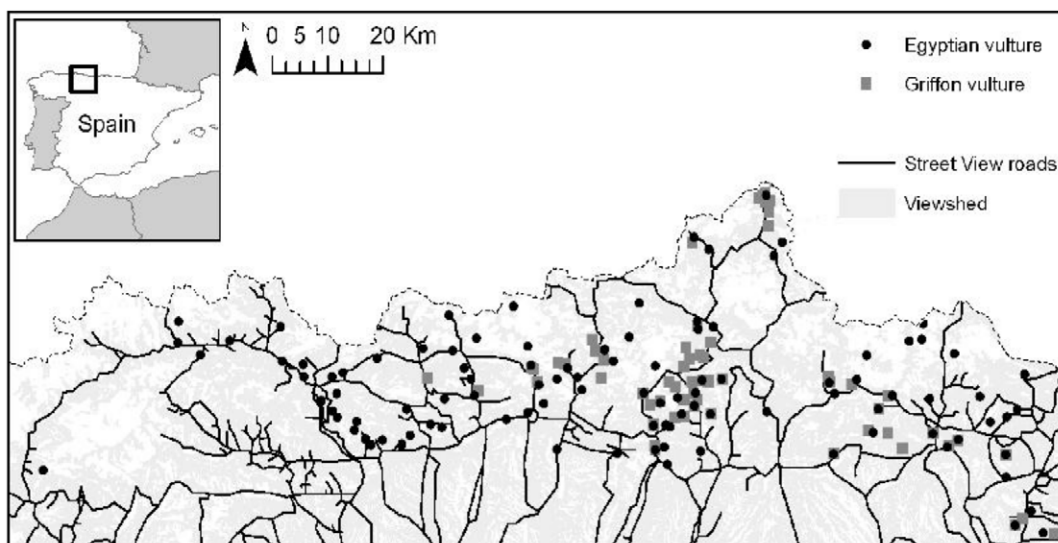 N
0 5 10 20 Km
Spain
Egyptian vulture
Griffon vulture
Street View roads
Viewshed